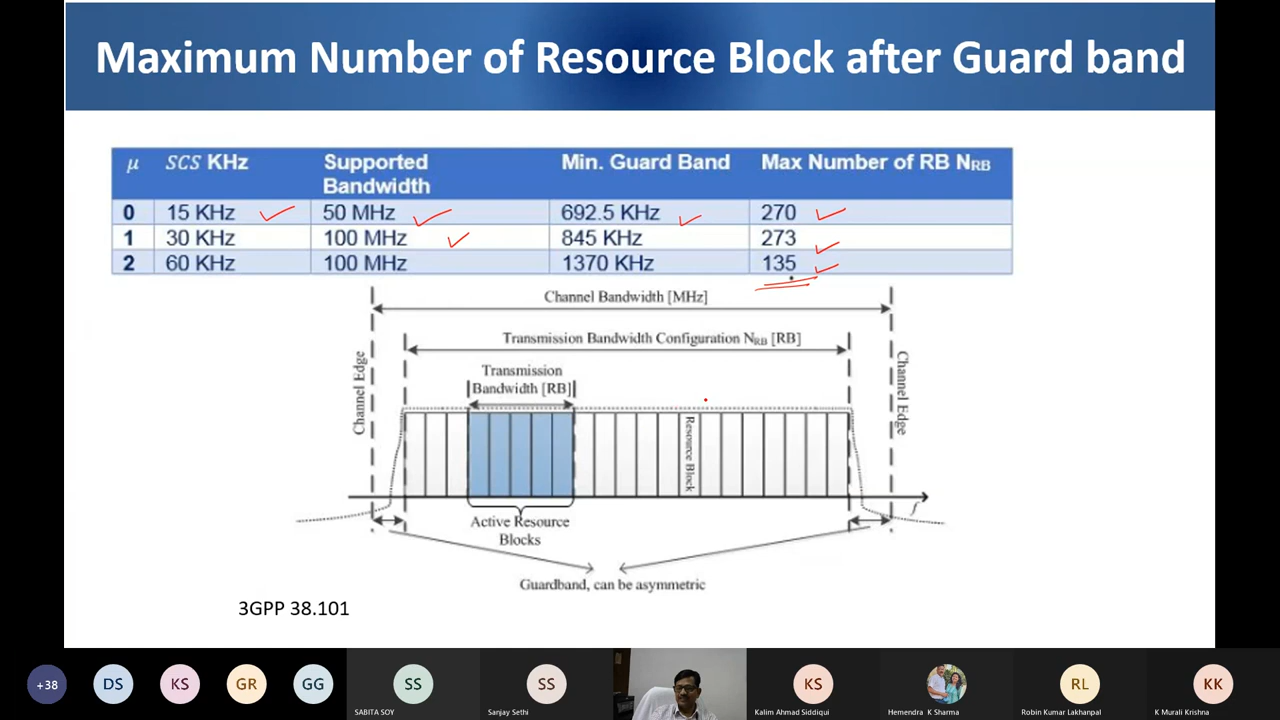 Maximum Number of Resource Block after Guard band
μ SCS KHz Supported Bandwidth Min. Guard Band Max Number of RB NRB
0 15 KHz 50 MHz 692.5 KHz 270
1 30 KHz 100 MHz 845 KHz 273
2 60 KHz 100 MHz 1370 KHz 135
Channel Bandwidth [MHz]
Transmission Bandwidth Configuration NRB [RB]
Transmission
Bandwidth [RB]
Channel Edge
Channel Edge
Resource Block
f
Active Resource
Blocks
Guardband, can be asymmetric
3GPP 38.101
+38 DS KS GR GG SS SS KS RL KK
SABITA SOY Sanjay Sethi Kalim Ahmad Siddiqui Hemendra K Sharma Robin Kumar Lakhanpal K Murali Krishna